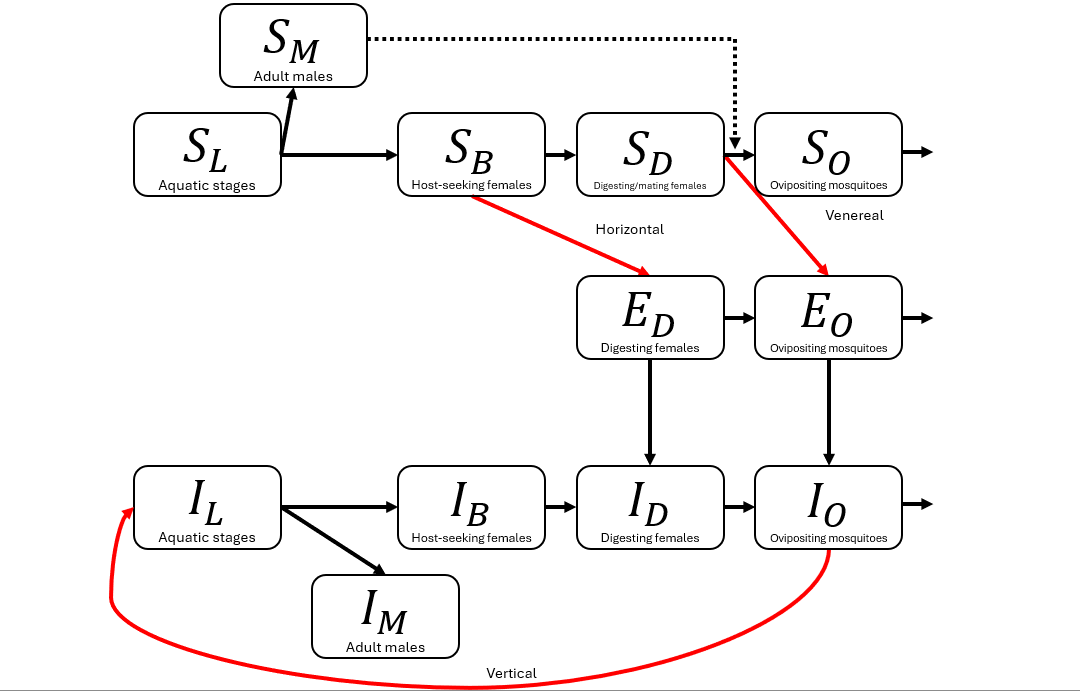 S_M
Adult males
S_L
Aquatic stages
S_B
Host-seeking females
S_D
Digesting/mating females
S_O
Ovipositing mosquitoes
Horizontal
Venereal
E_D
Digesting females
E_O
Ovipositing mosquitoes
I_L
Aquatic stages
I_B
Host-seeking females
I_D
Digesting females
I_O
Ovipositing mosquitoes
I_M
Adult males
Vertical